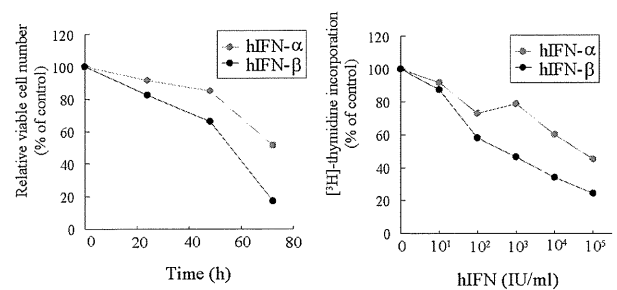 Relative viable cell number
(% of control)
120
100
80
60
40
20
0
0 20 40 60 80
Time (h)
hIFN-α
hIFN-β
[³H]-thymidine incorporation
(% of control)
120
100
80
60
40
20
0
0 10¹ 10² 10³ 10⁴ 10⁵
hIFN (IU/ml)
hIFN-α
hIFN-β